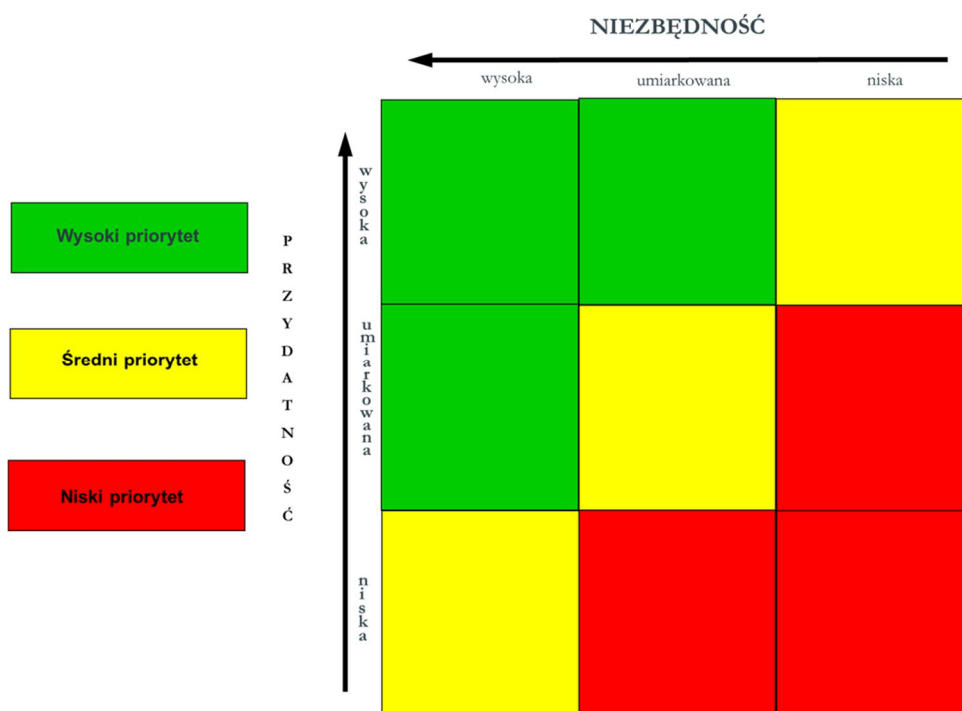 NIEZBĘDNOŚĆ
wysoka umiarkowana niska
wysoka
Wysoki priorytet
PRZYDATNOŚĆ
umiarkowana
Średni priorytet
Niski priorytet
niska